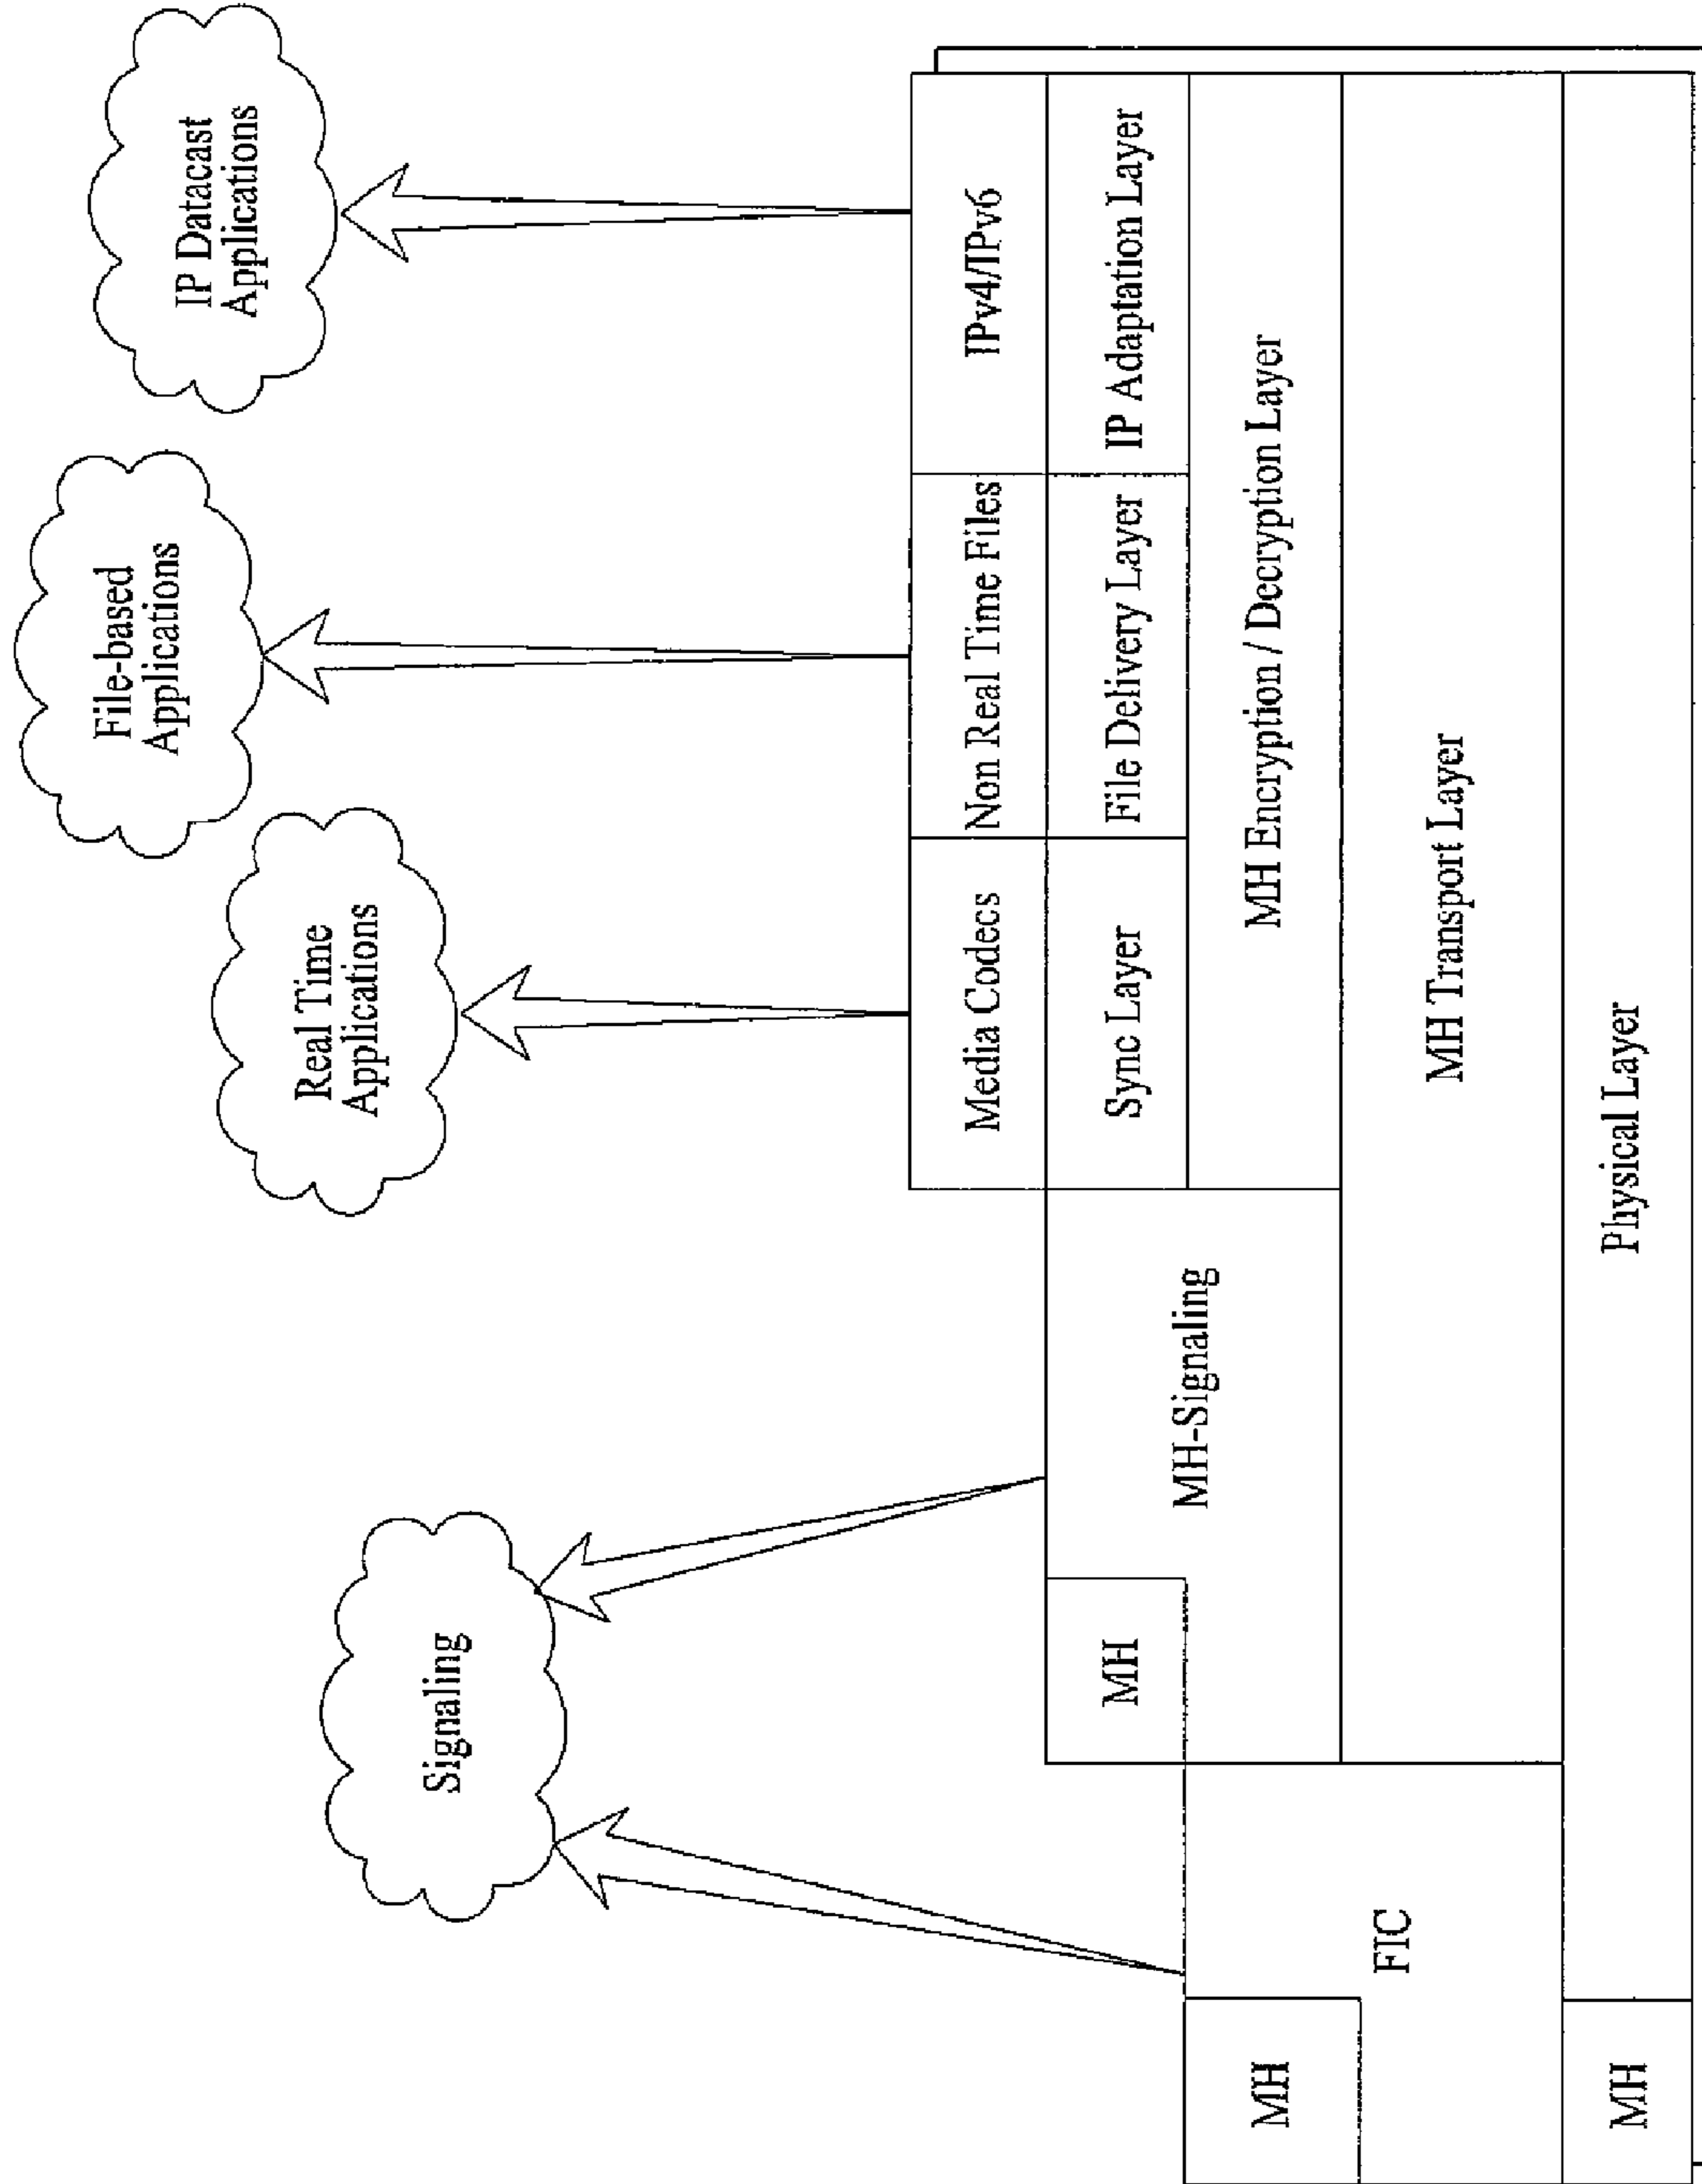 Signaling
Real Time
Applications
File-based
Applications
IP Datacast
Applications
Media Codecs
Non Real Time Files
IPv4/IPv6
MH
Sync Layer
File Delivery Layer
IP Adaptation Layer
MH-Signaling
MH Encryption / Decryption Layer
MH
FIC
MH Transport Layer
MH
Physical Layer